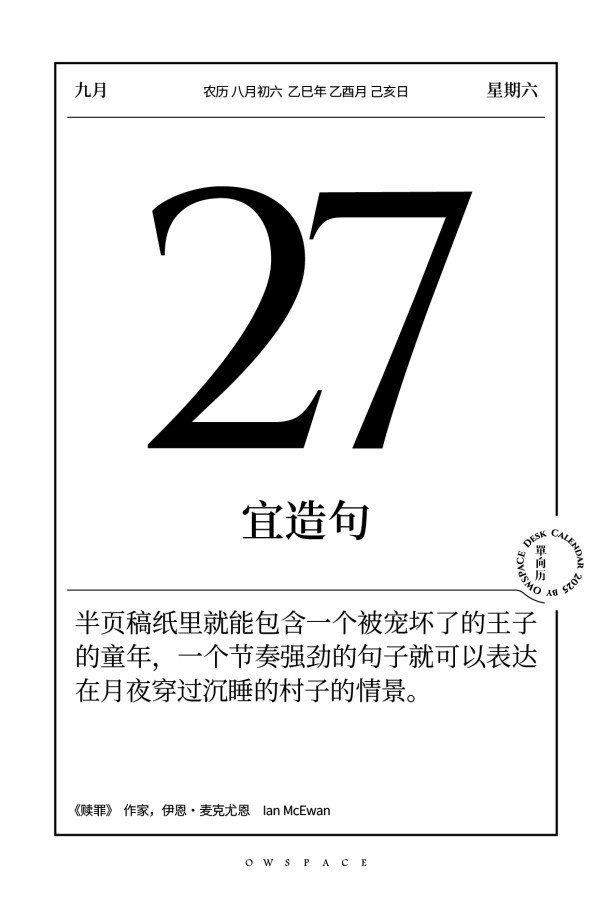 九月
农历 八月初六 乙巳年 乙酉月 己亥日
星期六
27
宜造句
DESK CALENDAR 2025 BY OWSPACE
單向历
半页稿纸里就能包含一个被宠坏了的王子
的童年，一个节奏强劲的句子就可以表达
在月夜穿过沉睡的村子的情景。
《赎罪》 作家，伊恩·麦克尤恩 Ian McEwan
OWSPACE